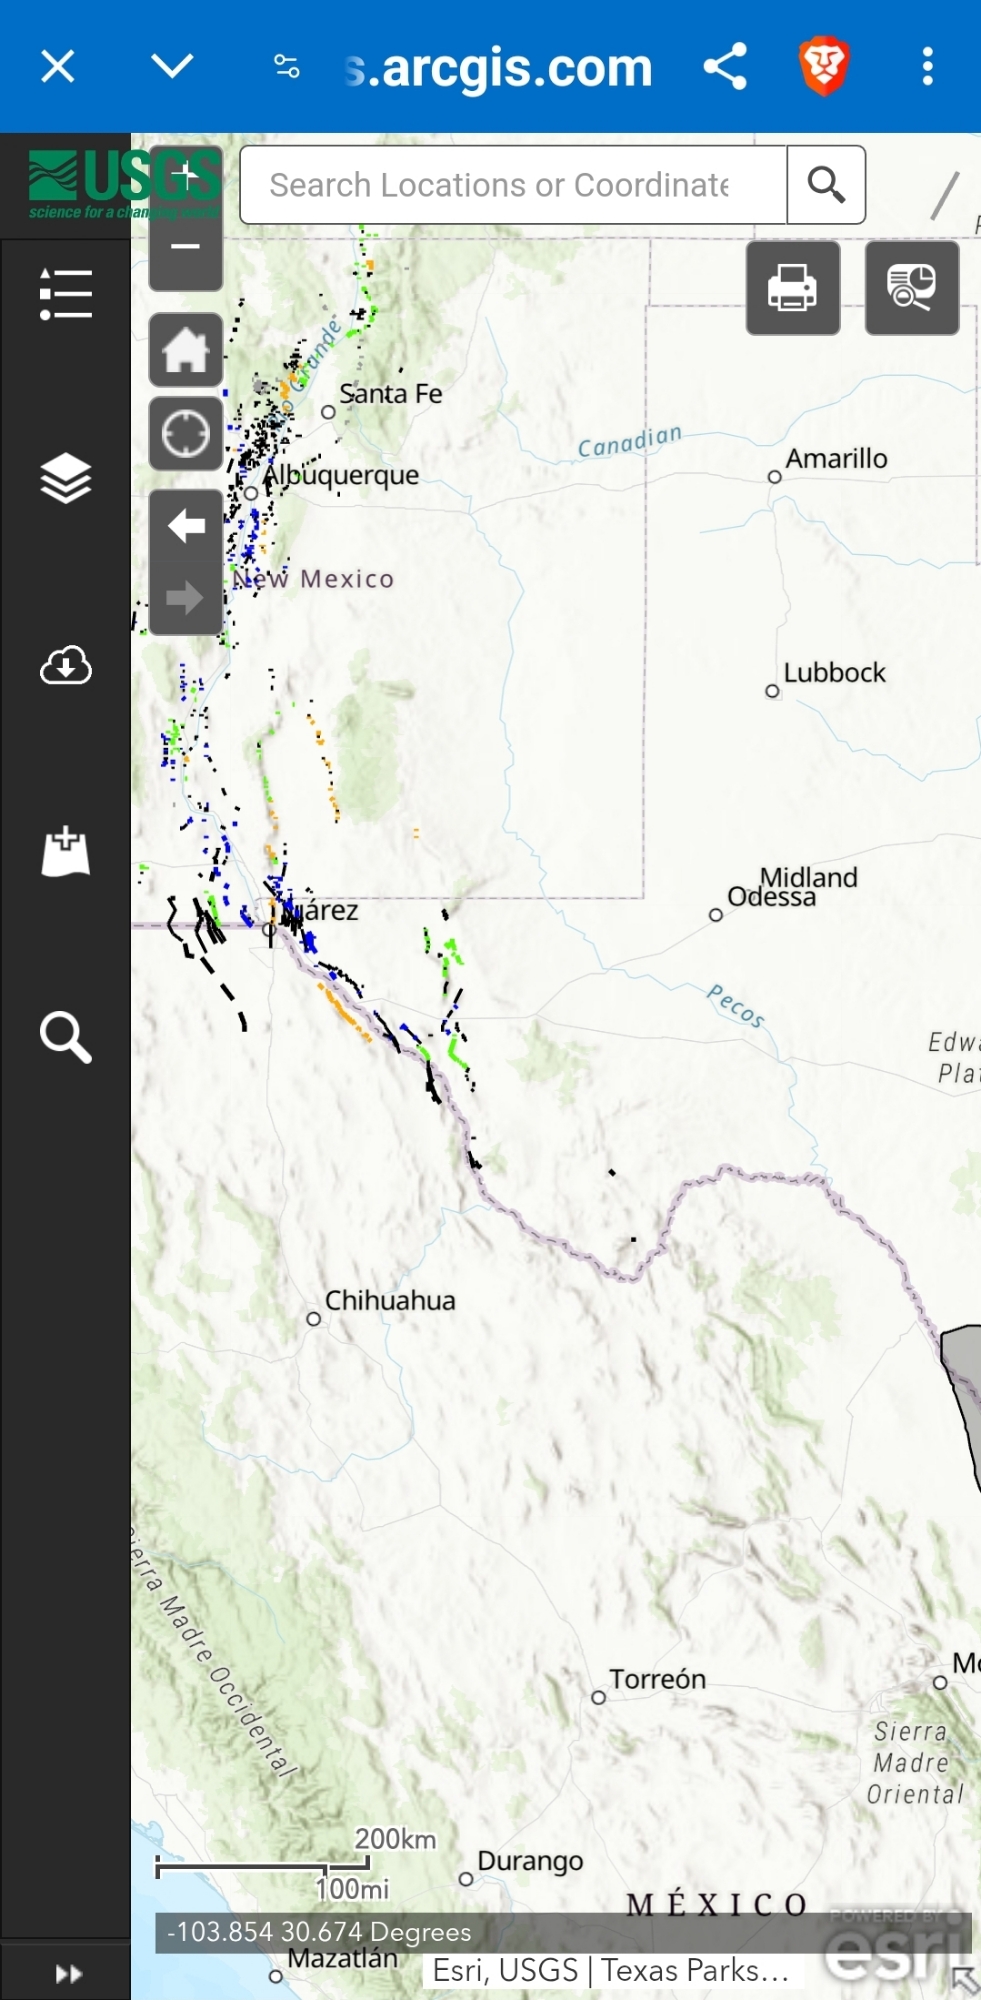 s.arcgis.com
USGS
science for a changing world
Search Locations or Coordinate
Rio Grande
Santa Fe
Canadian
Amarillo
Albuquerque
New Mexico
Lubbock
Midland
Odessa
Juárez
Pecos
Edwa
Plat
Chihuahua
Sierra Madre Occidental
Torreón
Mo
Sierra
Madre
Oriental
200km
100mi
Durango
MÉXICO
POWERED BY
esri
-103.854 30.674 Degrees
Mazatlán
Esri, USGS | Texas Parks...